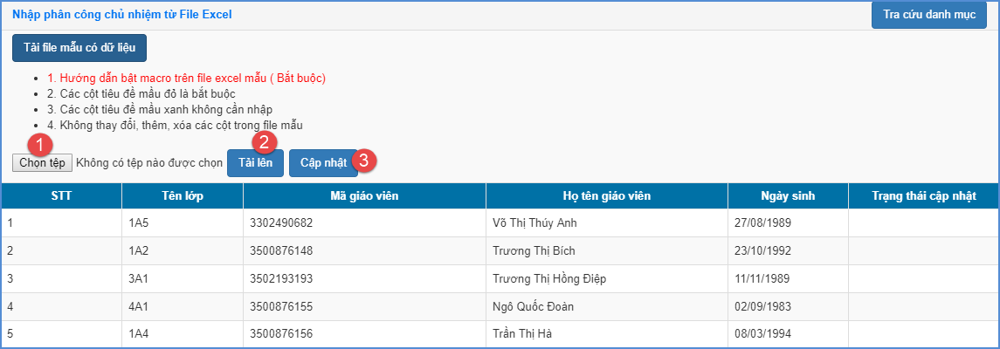 Nhập phân công chủ nhiệm từ File Excel
Tra cứu danh mục
Tải file mẫu có dữ liệu
1. Hướng dẫn bật macro trên file excel mẫu ( Bắt buộc)
2. Các cột tiêu đề mầu đỏ là bắt buộc
3. Các cột tiêu đề mầu xanh không cần nhập
4. Không thay đổi, thêm, xóa các cột trong file mẫu
1 2 3
Chọn tệp Không có tệp nào được chọn Tải lên Cập nhật
STT Tên lớp Mã giáo viên Họ tên giáo viên Ngày sinh Trạng thái cập nhật
1 1A5 3302490682 Võ Thị Thúy Anh 27/08/1989
2 1A2 3500876148 Trương Thị Bích 23/10/1992
3 3A1 3502193193 Trương Thị Hồng Điệp 11/11/1989
4 4A1 3500876155 Ngô Quốc Đoàn 02/09/1983
5 1A4 3500876156 Trần Thị Hà 08/03/1994